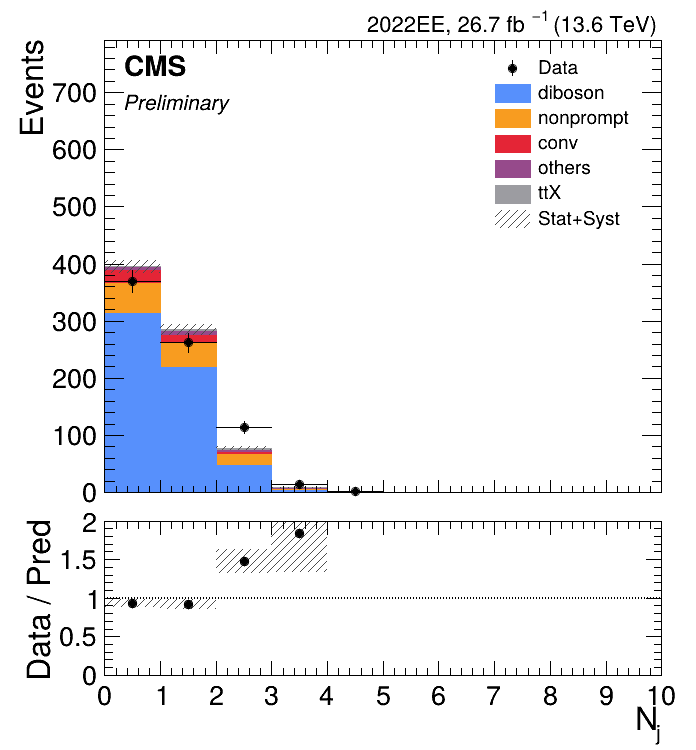 2022EE, 26.7 fb ⁻¹ (13.6 TeV)
CMS
Preliminary
Events
700
600
500
400
300
200
100
0
Data
diboson
nonprompt
conv
others
ttX
Stat+Syst
Data / Pred
2
1.5
1
0.5
0
0 1 2 3 4 5 6 7 8 9 10
Nj